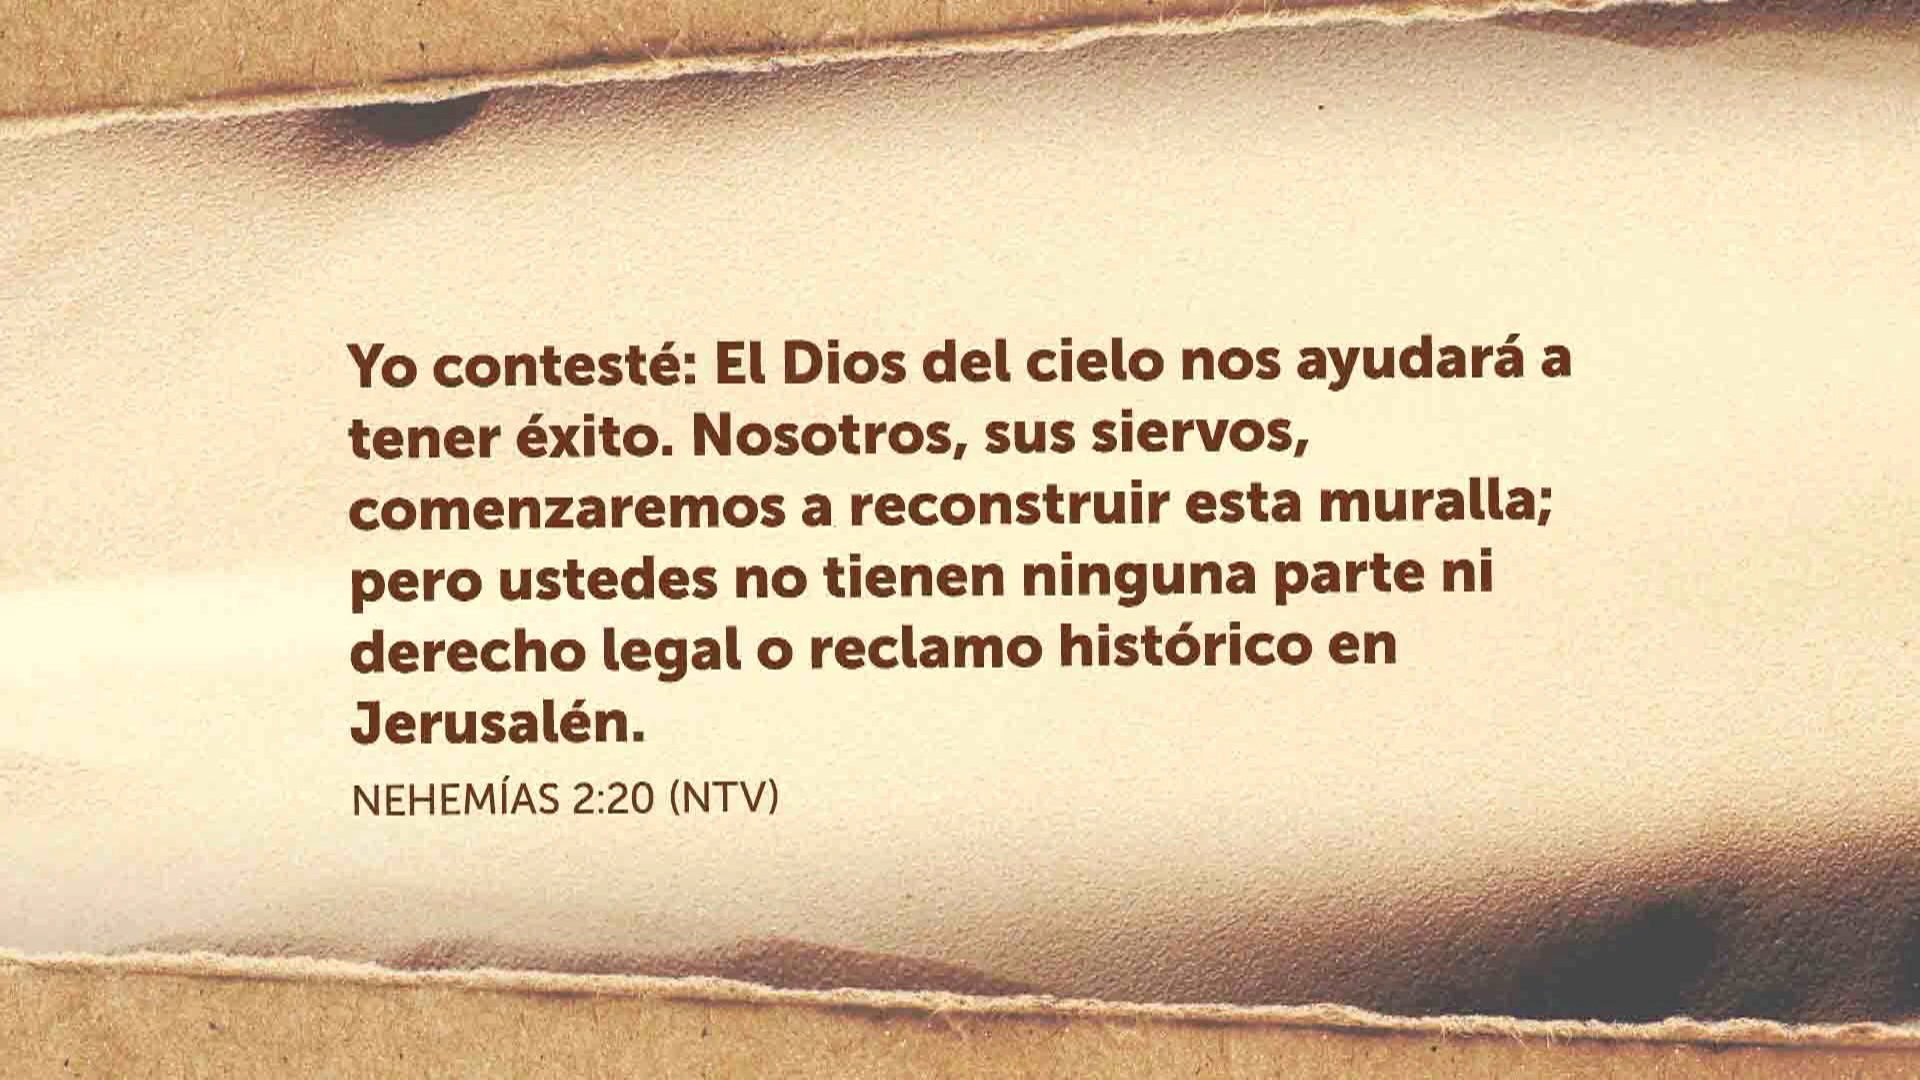 Yo contesté: El Dios del cielo nos ayudará a
tener éxito. Nosotros, sus siervos,
comenzaremos a reconstruir esta muralla;
pero ustedes no tienen ninguna parte ni
derecho legal o reclamo histórico en
Jerusalén.
NEHEMÍAS 2:20 (NTV)